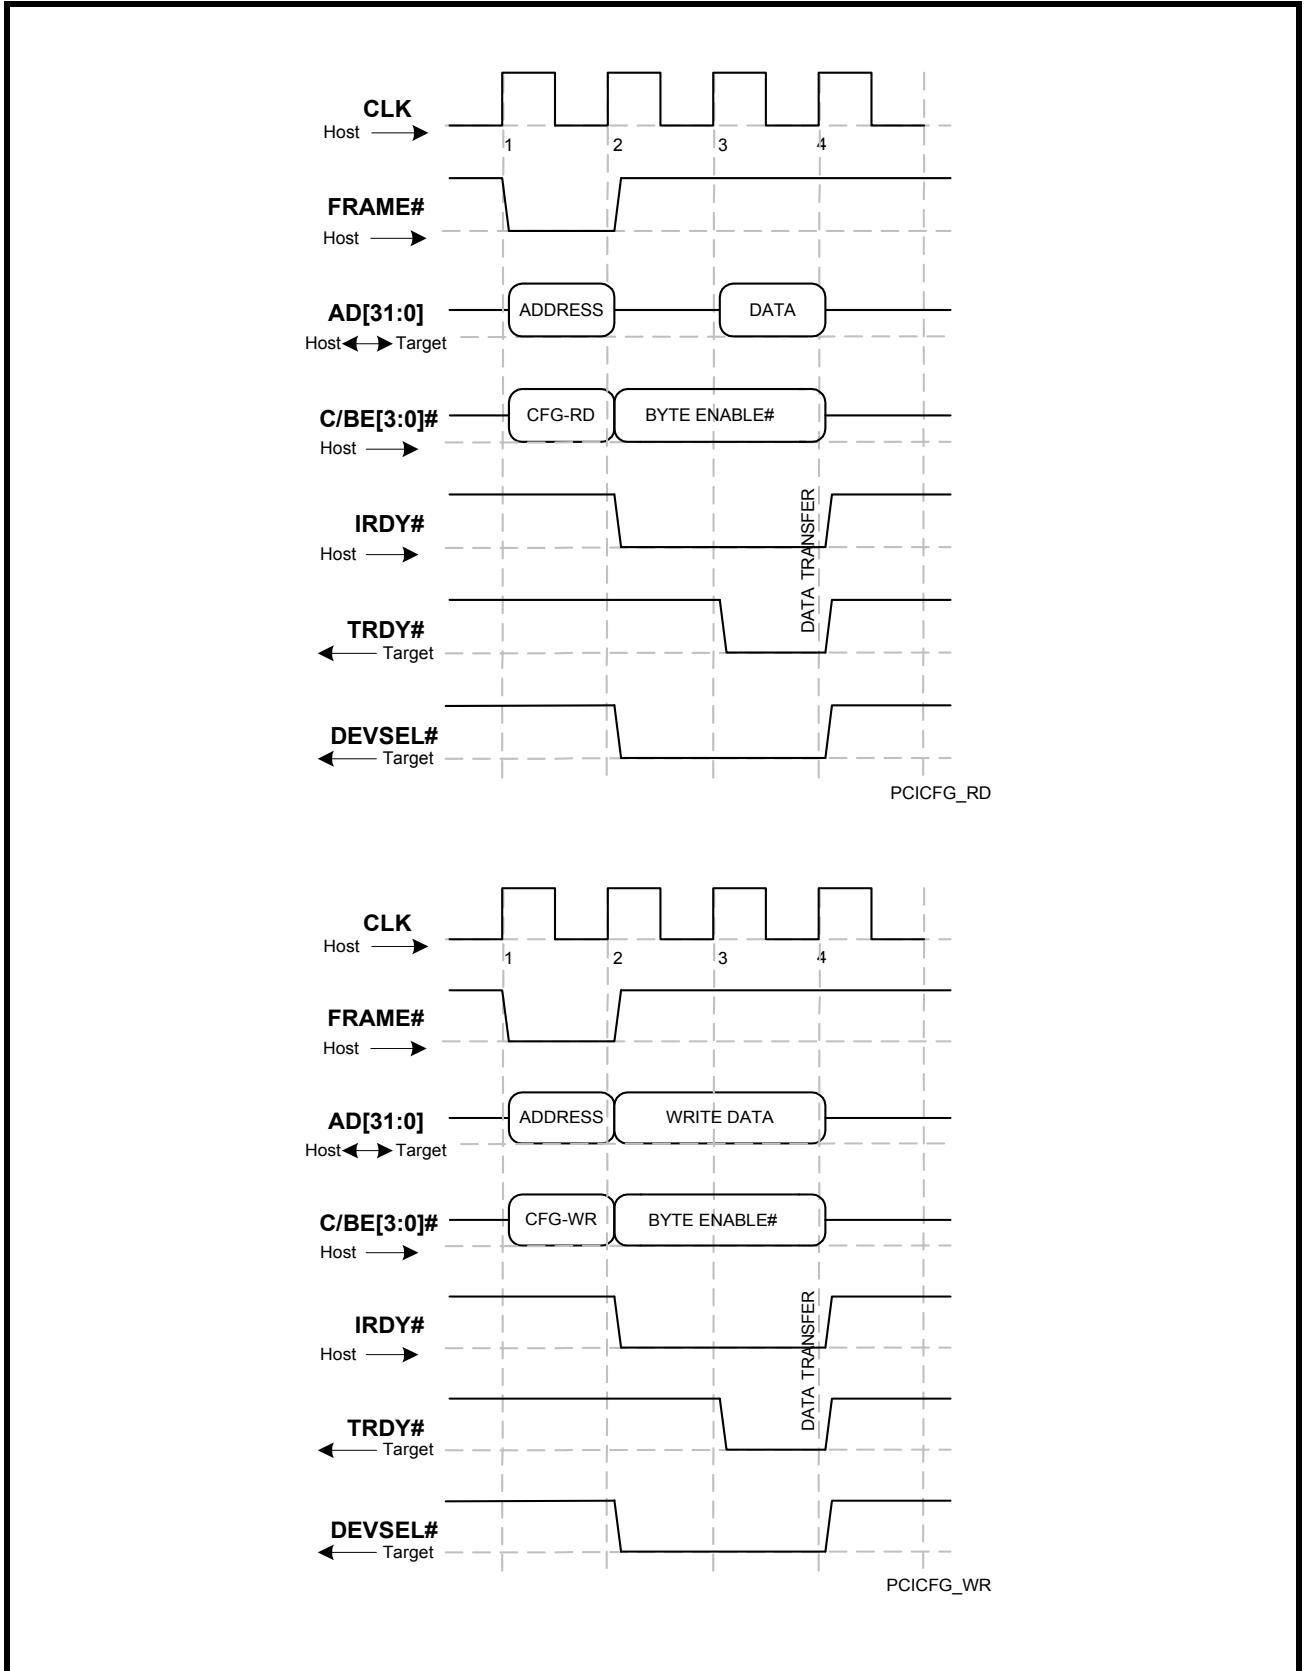 CLK
Host
1 2 3 4
FRAME#
Host
AD[31:0]
ADDRESS DATA
Host Target
C/BE[3:0]#
CFG-RD BYTE ENABLE#
Host
IRDY#
Host
DATA TRANSFER
TRDY#
Target
DEVSEL#
Target
PCICFG_RD
CLK
Host
1 2 3 4
FRAME#
Host
AD[31:0]
ADDRESS WRITE DATA
Host Target
C/BE[3:0]#
CFG-WR BYTE ENABLE#
Host
IRDY#
Host
DATA TRANSFER
TRDY#
Target
DEVSEL#
Target
PCICFG_WR